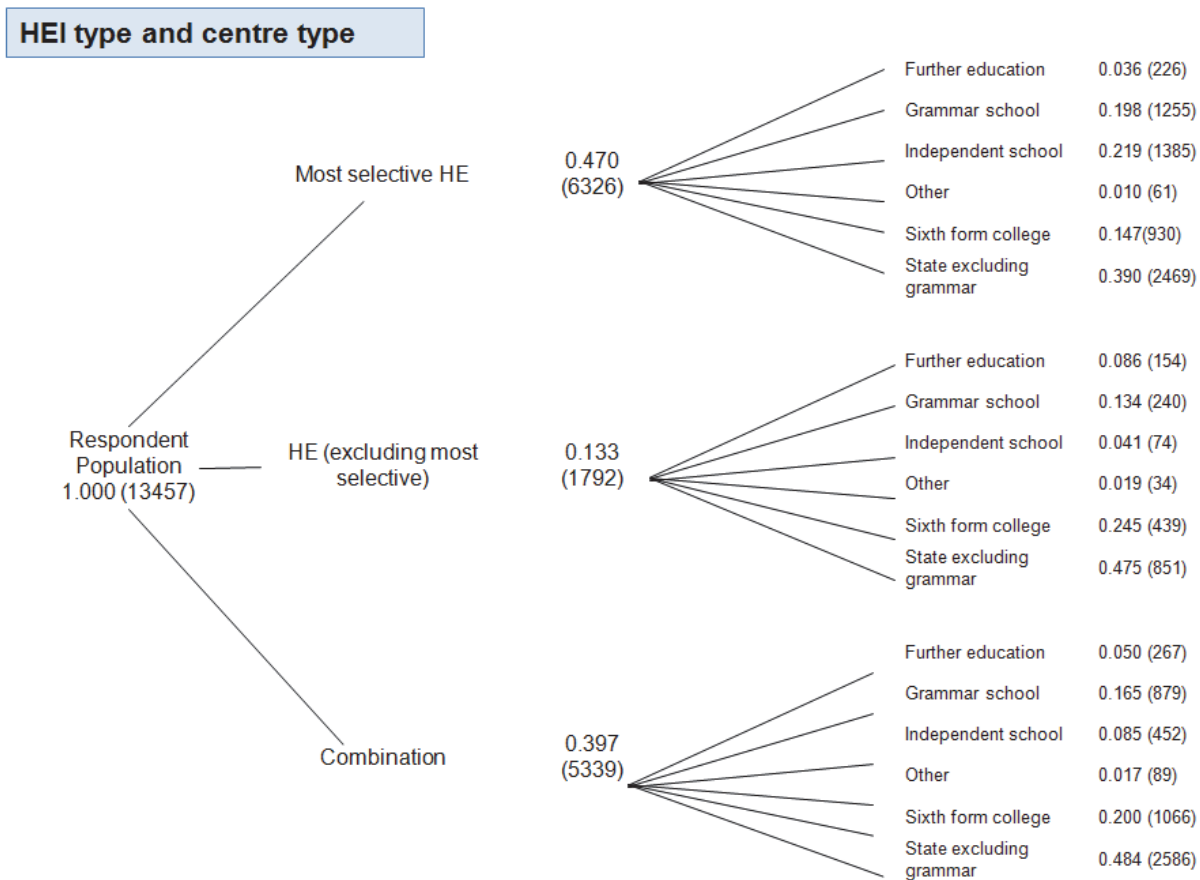 HEI type and centre type
Further education 0.036 (226)
Grammar school 0.198 (1255)
Independent school 0.219 (1385)
Other 0.010 (61)
Sixth form college 0.147(930)
State excluding
grammar 0.390 (2469)
Most selective HE
0.470
(6326)
Further education 0.086 (154)
Grammar school 0.134 (240)
Independent school 0.041 (74)
Other 0.019 (34)
Sixth form college 0.245 (439)
State excluding
grammar 0.475 (851)
Respondent
Population
1.000 (13457)
HE (excluding most
selective)
0.133
(1792)
Further education 0.050 (267)
Grammar school 0.165 (879)
Independent school 0.085 (452)
Other 0.017 (89)
Sixth form college 0.200 (1066)
State excluding
grammar 0.484 (2586)
Combination
0.397
(5339)